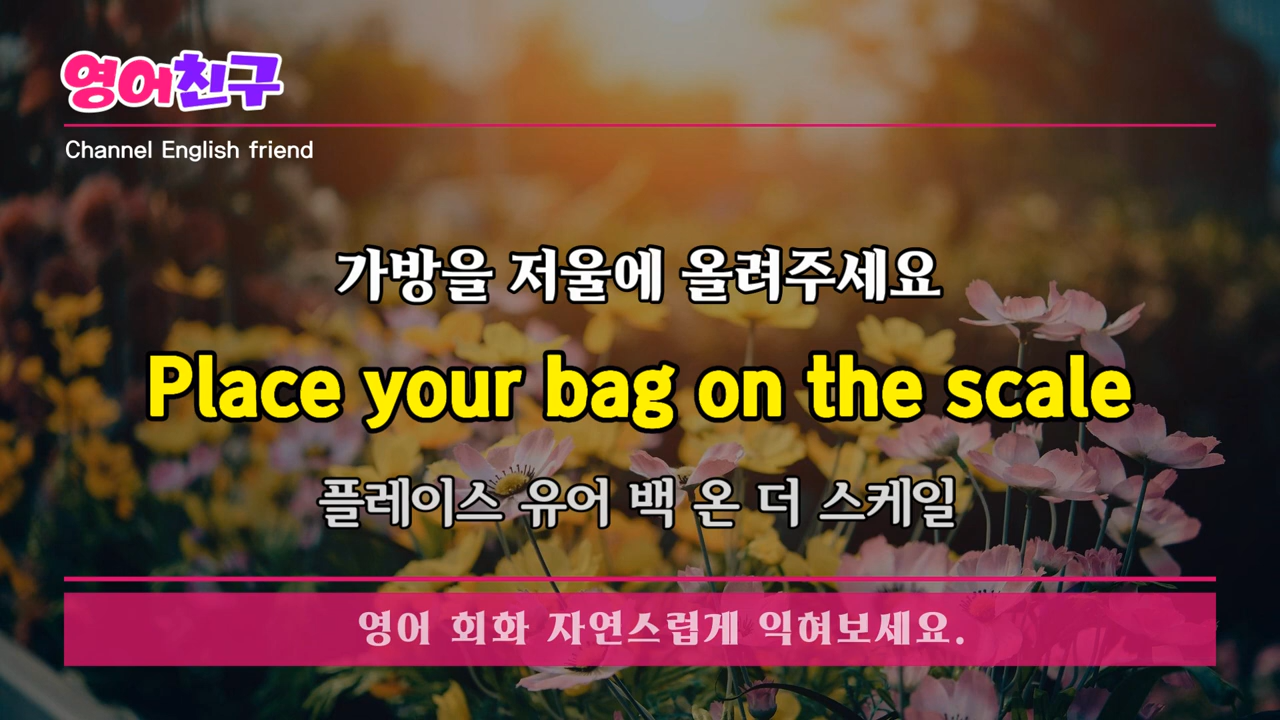 영어친구
Channel English friend
가방을 저울에 올려주세요
Place your bag on the scale
플레이스 유어 백 온 더 스케일
영어 회화 자연스럽게 익혀보세요.